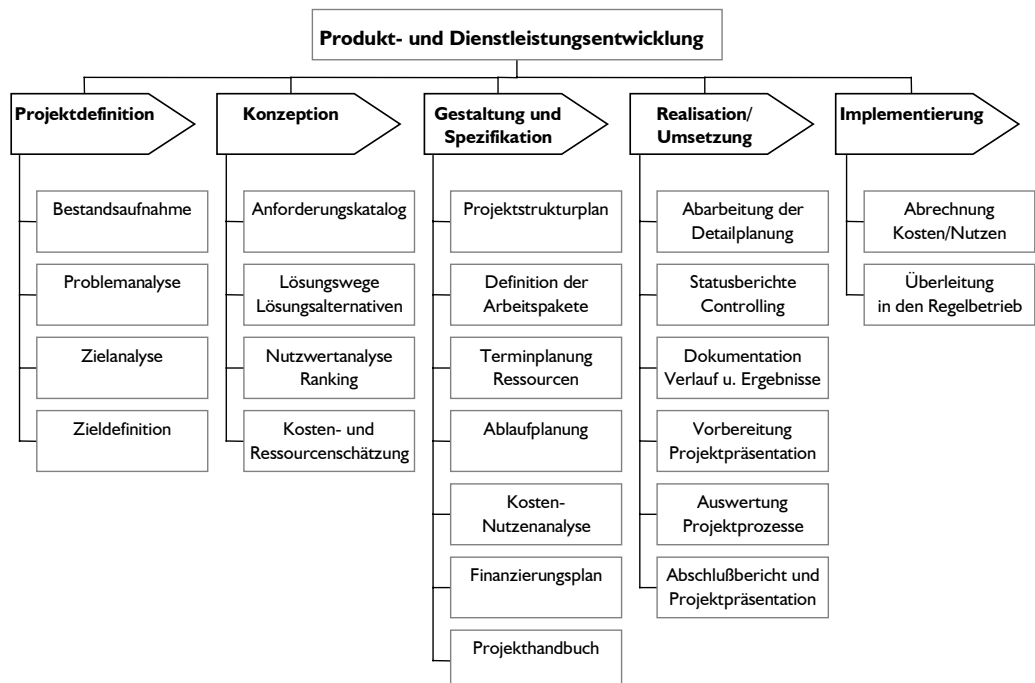 Produkt- und Dienstleistungsentwicklung
Projektdefinition
Bestandsaufnahme
Problemanalyse
Zielanalyse
Zieldefinition
Konzeption
Anforderungskatalog
Lösungswege
Lösungsalternativen
Nutzwertanalyse
Ranking
Kosten- und
Ressourcenschätzung
Gestaltung und
Spezifikation
Projektstrukturplan
Definition der
Arbeitspakete
Terminplanung
Ressourcen
Ablaufplanung
Kosten-
Nutzenanalyse
Finanzierungsplan
Projekthandbuch
Realisation/
Umsetzung
Abarbeitung der
Detailplanung
Statusberichte
Controlling
Dokumentation
Verlauf u. Ergebnisse
Vorbereitung
Projektpräsentation
Auswertung
Projektprozesse
Abschlußbericht und
Projektpräsentation
Implementierung
Abrechnung
Kosten/Nutzen
Überleitung
in den Regelbetrieb